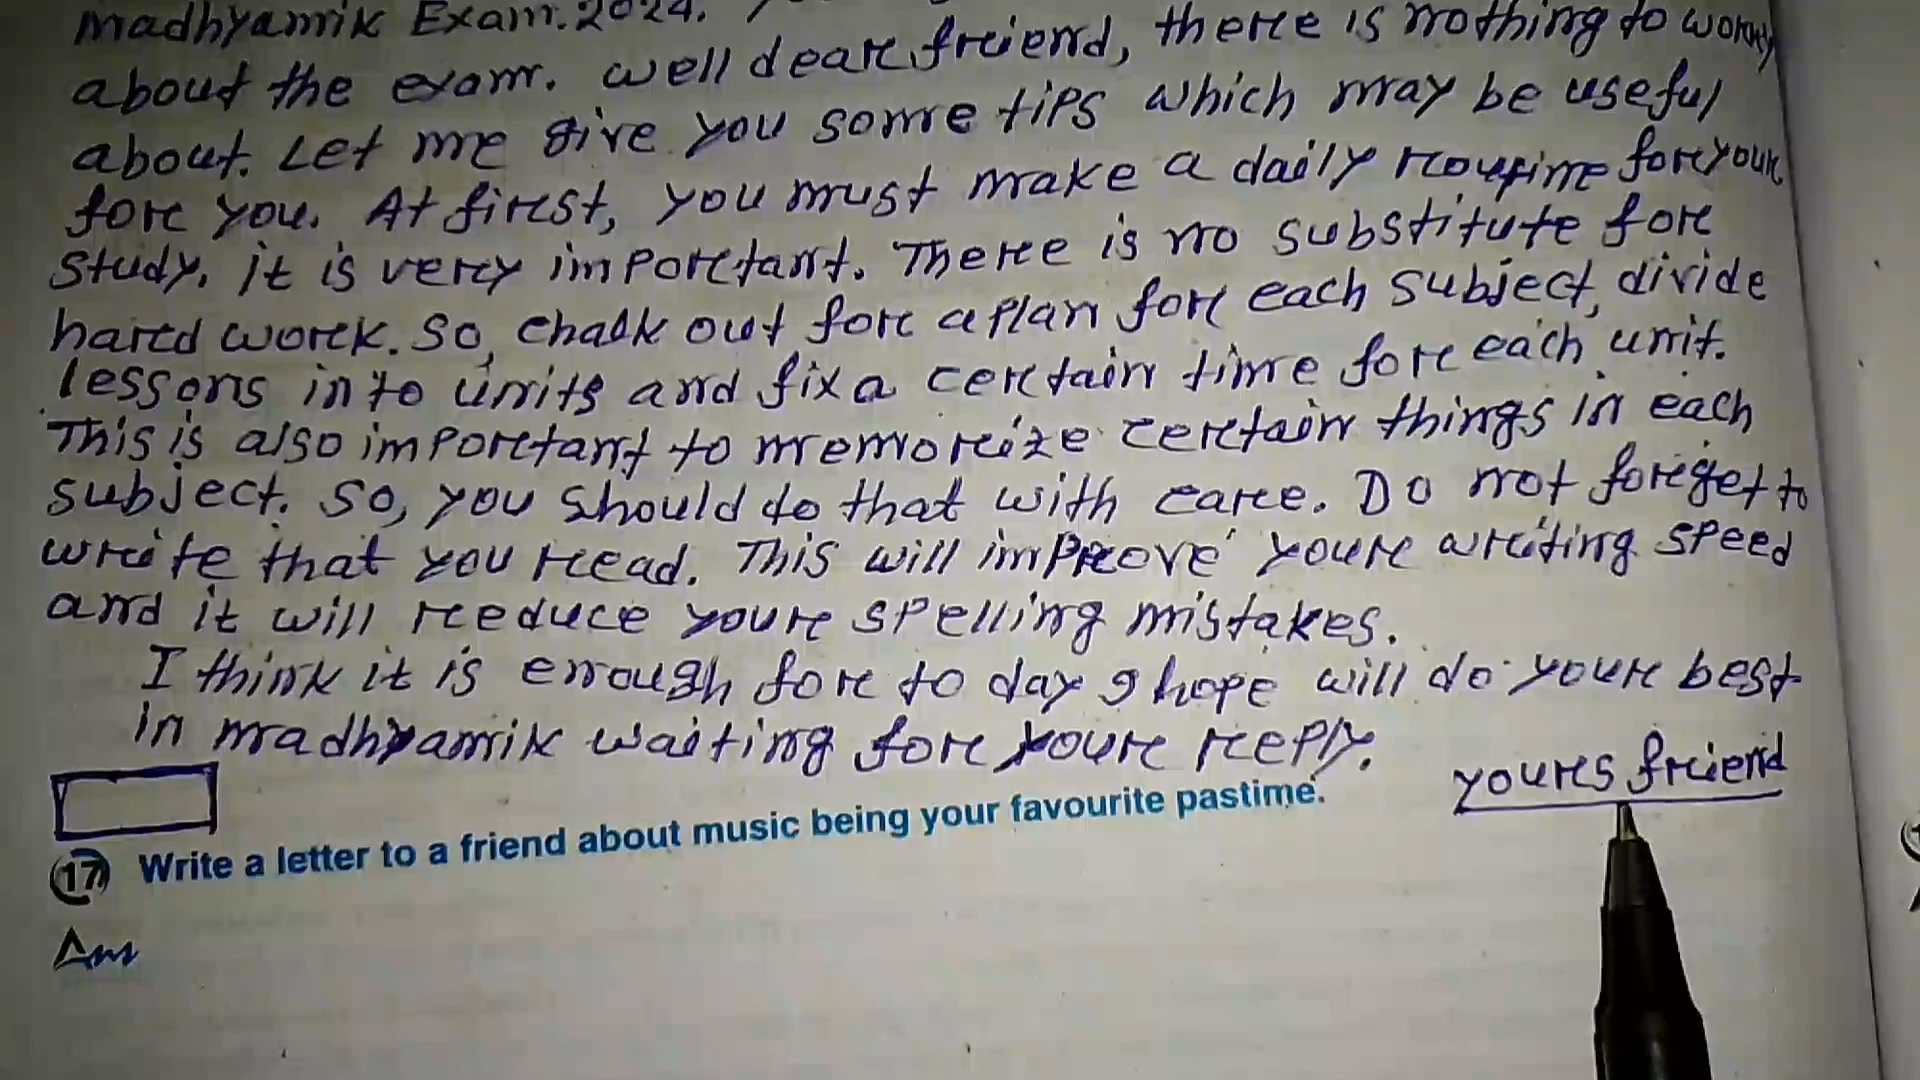 madhyamik Exam. 2024.
about the exam. well dear friend, there is nothing to worry
about. Let me give you some tips which may be useful
for you. At first, you must make a daily routine for your
study. it is very important. There is no substitute for
hard work. So, chalk out for a plan for each subject, divide
lessons into units and fix a certain time for each unit.
This is also important to memorize certain things in each
subject. So, you should do that with care. Do not forget to
write that you read. This will improve your writing speed
and it will reduce your spelling mistakes.
I think it is enough for to day I hope will do your best
in madhyamik waiting for your reply.
yours friend
17 Write a letter to a friend about music being your favourite pastime.
Ans